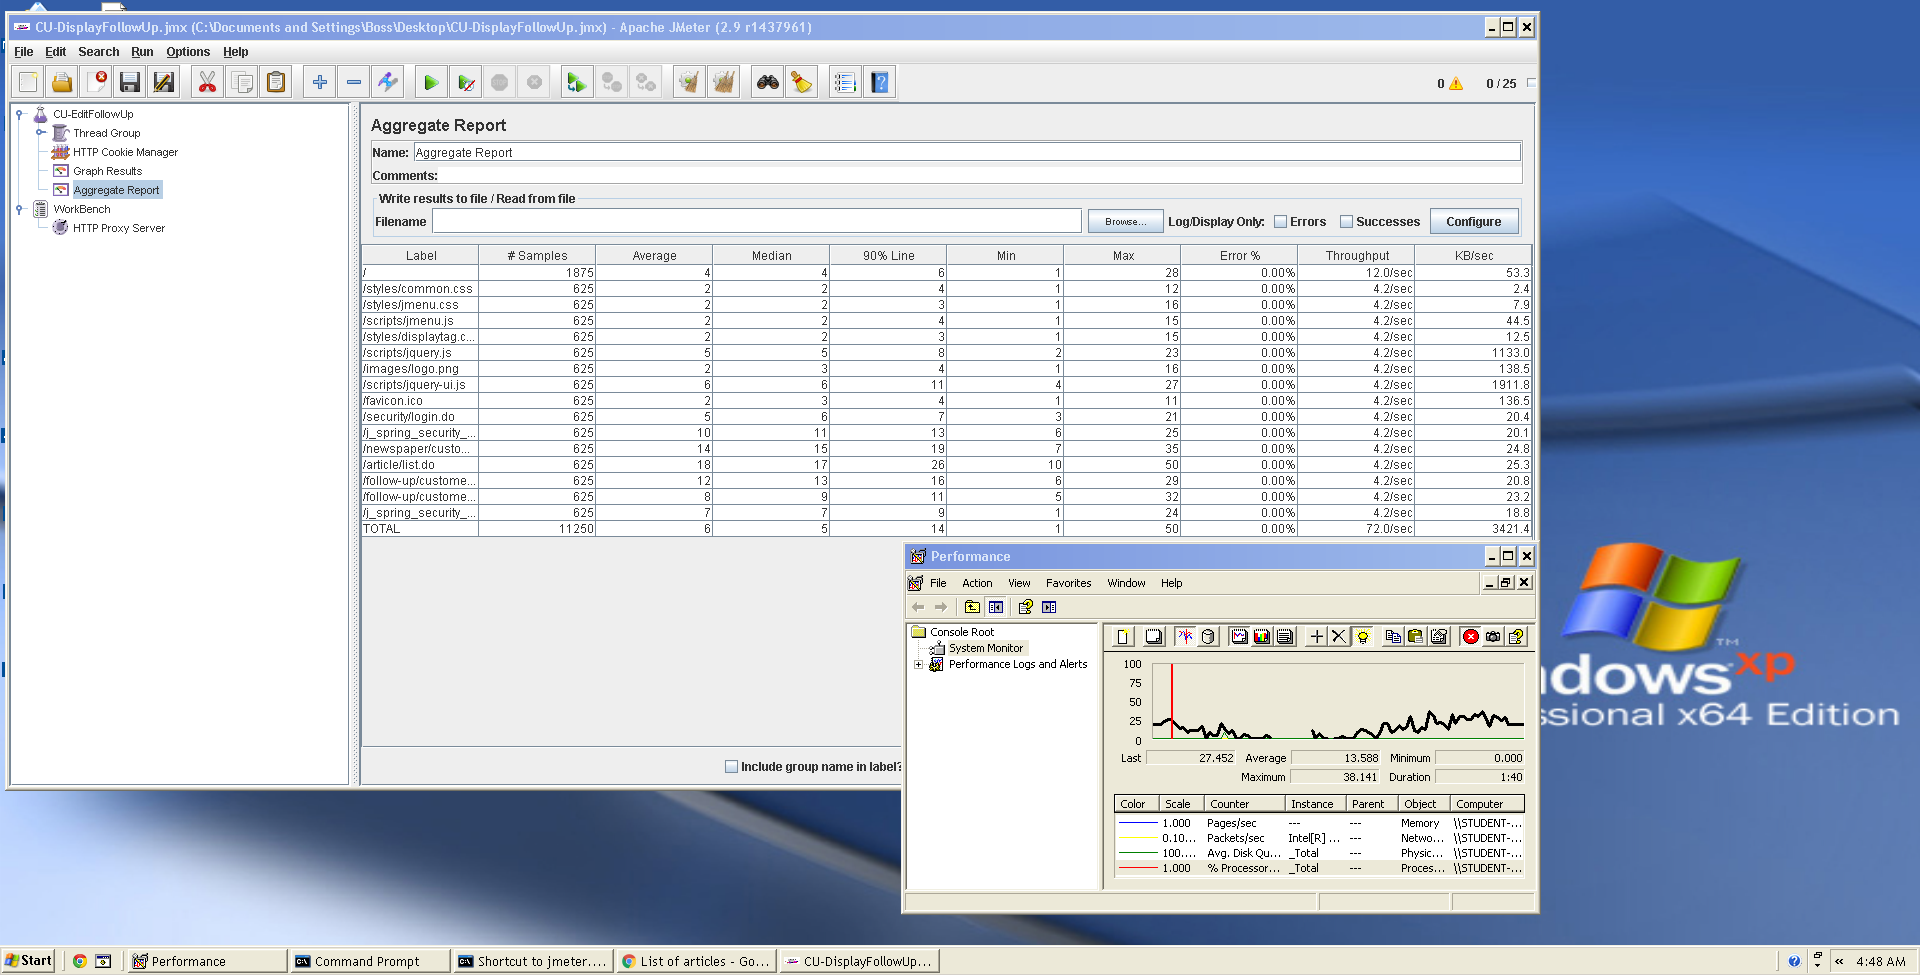 CU-DisplayFollowUp.jmx (C:\Documents and Settings\Boss\Desktop\CU-DisplayFollowUp.jmx) - Apache JMeter (2.9 r1437961)
File Edit Search Run Options Help
0 0 / 25
CU-EditFollowUp
Thread Group
HTTP Cookie Manager
Graph Results
Aggregate Report
WorkBench
HTTP Proxy Server
Aggregate Report
Name: Aggregate Report
Comments:
Write results to file / Read from file
Filename Browse... Log/Display Only: Errors Successes Configure
Label # Samples Average Median 90% Line Min Max Error % Throughput KB/sec
/ 1875 4 4 6 1 28 0.00% 12.0/sec 53.3
/styles/common.css 625 2 2 4 1 12 0.00% 4.2/sec 2.4
/styles/jmenu.css 625 2 2 3 1 16 0.00% 4.2/sec 7.9
/scripts/jmenu.js 625 2 2 4 1 15 0.00% 4.2/sec 44.5
/styles/displaytag.c... 625 2 2 3 1 15 0.00% 4.2/sec 12.5
/scripts/jquery.js 625 5 5 8 2 23 0.00% 4.2/sec 1133.0
/images/logo.png 625 2 3 4 1 16 0.00% 4.2/sec 138.5
/scripts/jquery-ui.js 625 6 6 11 4 27 0.00% 4.2/sec 1911.8
/favicon.ico 625 2 3 4 1 11 0.00% 4.2/sec 136.5
/security/login.do 625 5 6 7 3 21 0.00% 4.2/sec 20.4
/j_spring_security_... 625 10 11 13 6 25 0.00% 4.2/sec 20.1
/newspaper/custo... 625 14 15 19 7 35 0.00% 4.2/sec 24.8
/article/list.do 625 18 17 26 10 50 0.00% 4.2/sec 25.3
/follow-up/custome... 625 12 13 16 6 29 0.00% 4.2/sec 20.8
/follow-up/custome... 625 8 9 11 5 32 0.00% 4.2/sec 23.2
/j_spring_security_... 625 7 7 9 1 24 0.00% 4.2/sec 18.8
TOTAL 11250 6 5 14 1 50 0.00% 72.0/sec 3421.4
Include group name in label?
Performance
File Action View Favorites Window Help
Console Root
System Monitor
Performance Logs and Alerts
100
75
50
25
0
Last 27.452 Average 13.588 Minimum 0.000
Maximum 38.141 Duration 1:40
Color Scale Counter Instance Parent Object Computer
1.000 Pages/sec --- --- Memory \\STUDENT-...
0.10... Packets/sec Intel[R] ... --- Netwo... \\STUDENT-...
100.... Avg. Disk Qu... _Total --- Physic... \\STUDENT-...
1.000 % Processor... _Total --- Proces... \\STUDENT-...
ndows xp TM
ssional x64 Edition
Start Performance Command Prompt Shortcut to jmeter.... List of articles - Go... CU-DisplayFollowUp... « 4:48 AM